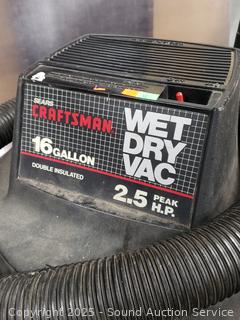 SEARS
CRAFTSMAN
16 GALLON
DOUBLE INSULATED
WET
DRY
VAC
2.5 PEAK
H.P.
Copyright © 2025 - Sound Auction Service